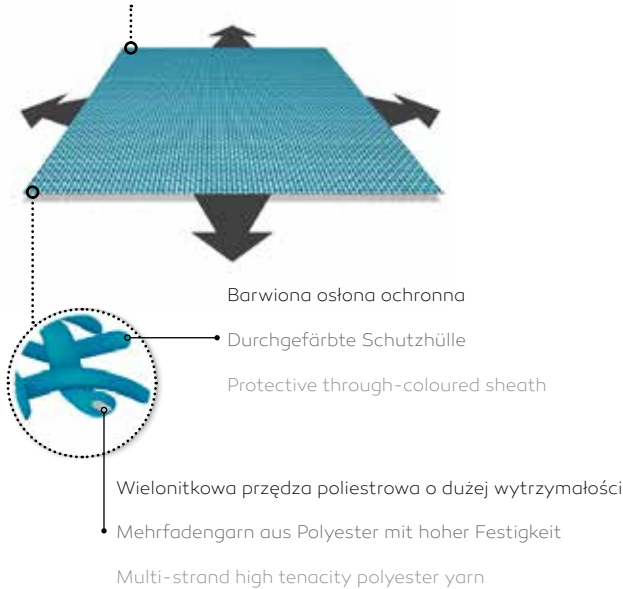 Barwiona osłona ochronna
Durchgefärbte Schutzhülle
Protective through-coloured sheath
Wielonitkowa przędza poliestrowa o dużej wytrzymałości
Mehrfadengarn aus Polyester mit hoher Festigkeit
Multi-strand high tenacity polyester yarn